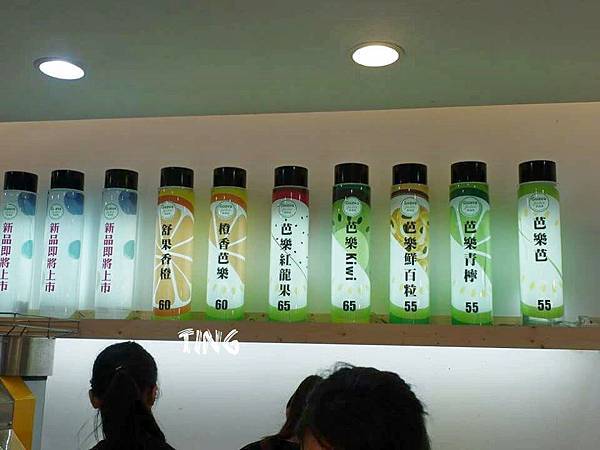 新品即將上市
新品即將上市
新品即將上市
舒果香橙
60
橙香芭樂
60
芭樂紅龍果
65
芭樂Kiwi
65
芭樂鮮百粒
55
芭樂青檸
55
芭樂芭
55
TING